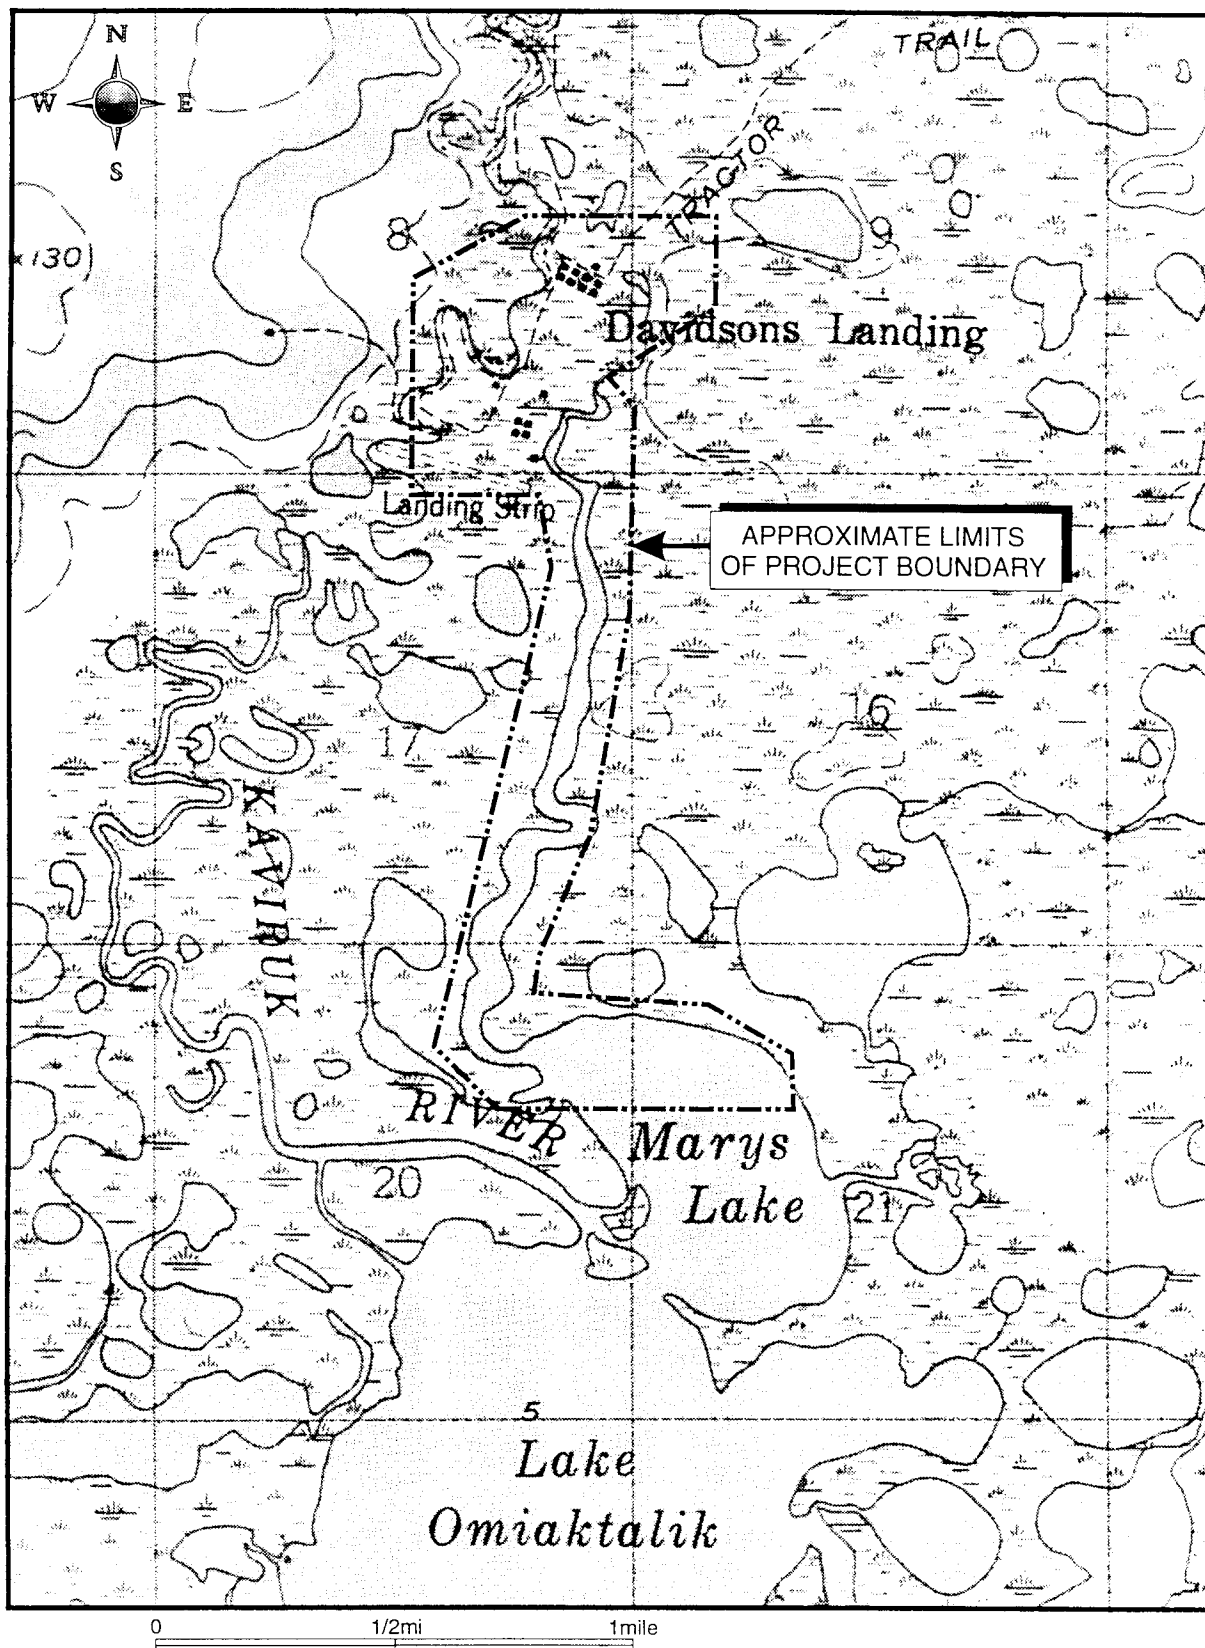 N
W E
S
TRAIL
TRACTOR
8
9
x 130
Davidsons Landing
Landing Strip
APPROXIMATE LIMITS
OF PROJECT BOUNDARY
16
17
KAVIRUK
RIVER
Marys
Lake
20
21
5
Lake
Omiaktalik
0 1/2mi 1mile